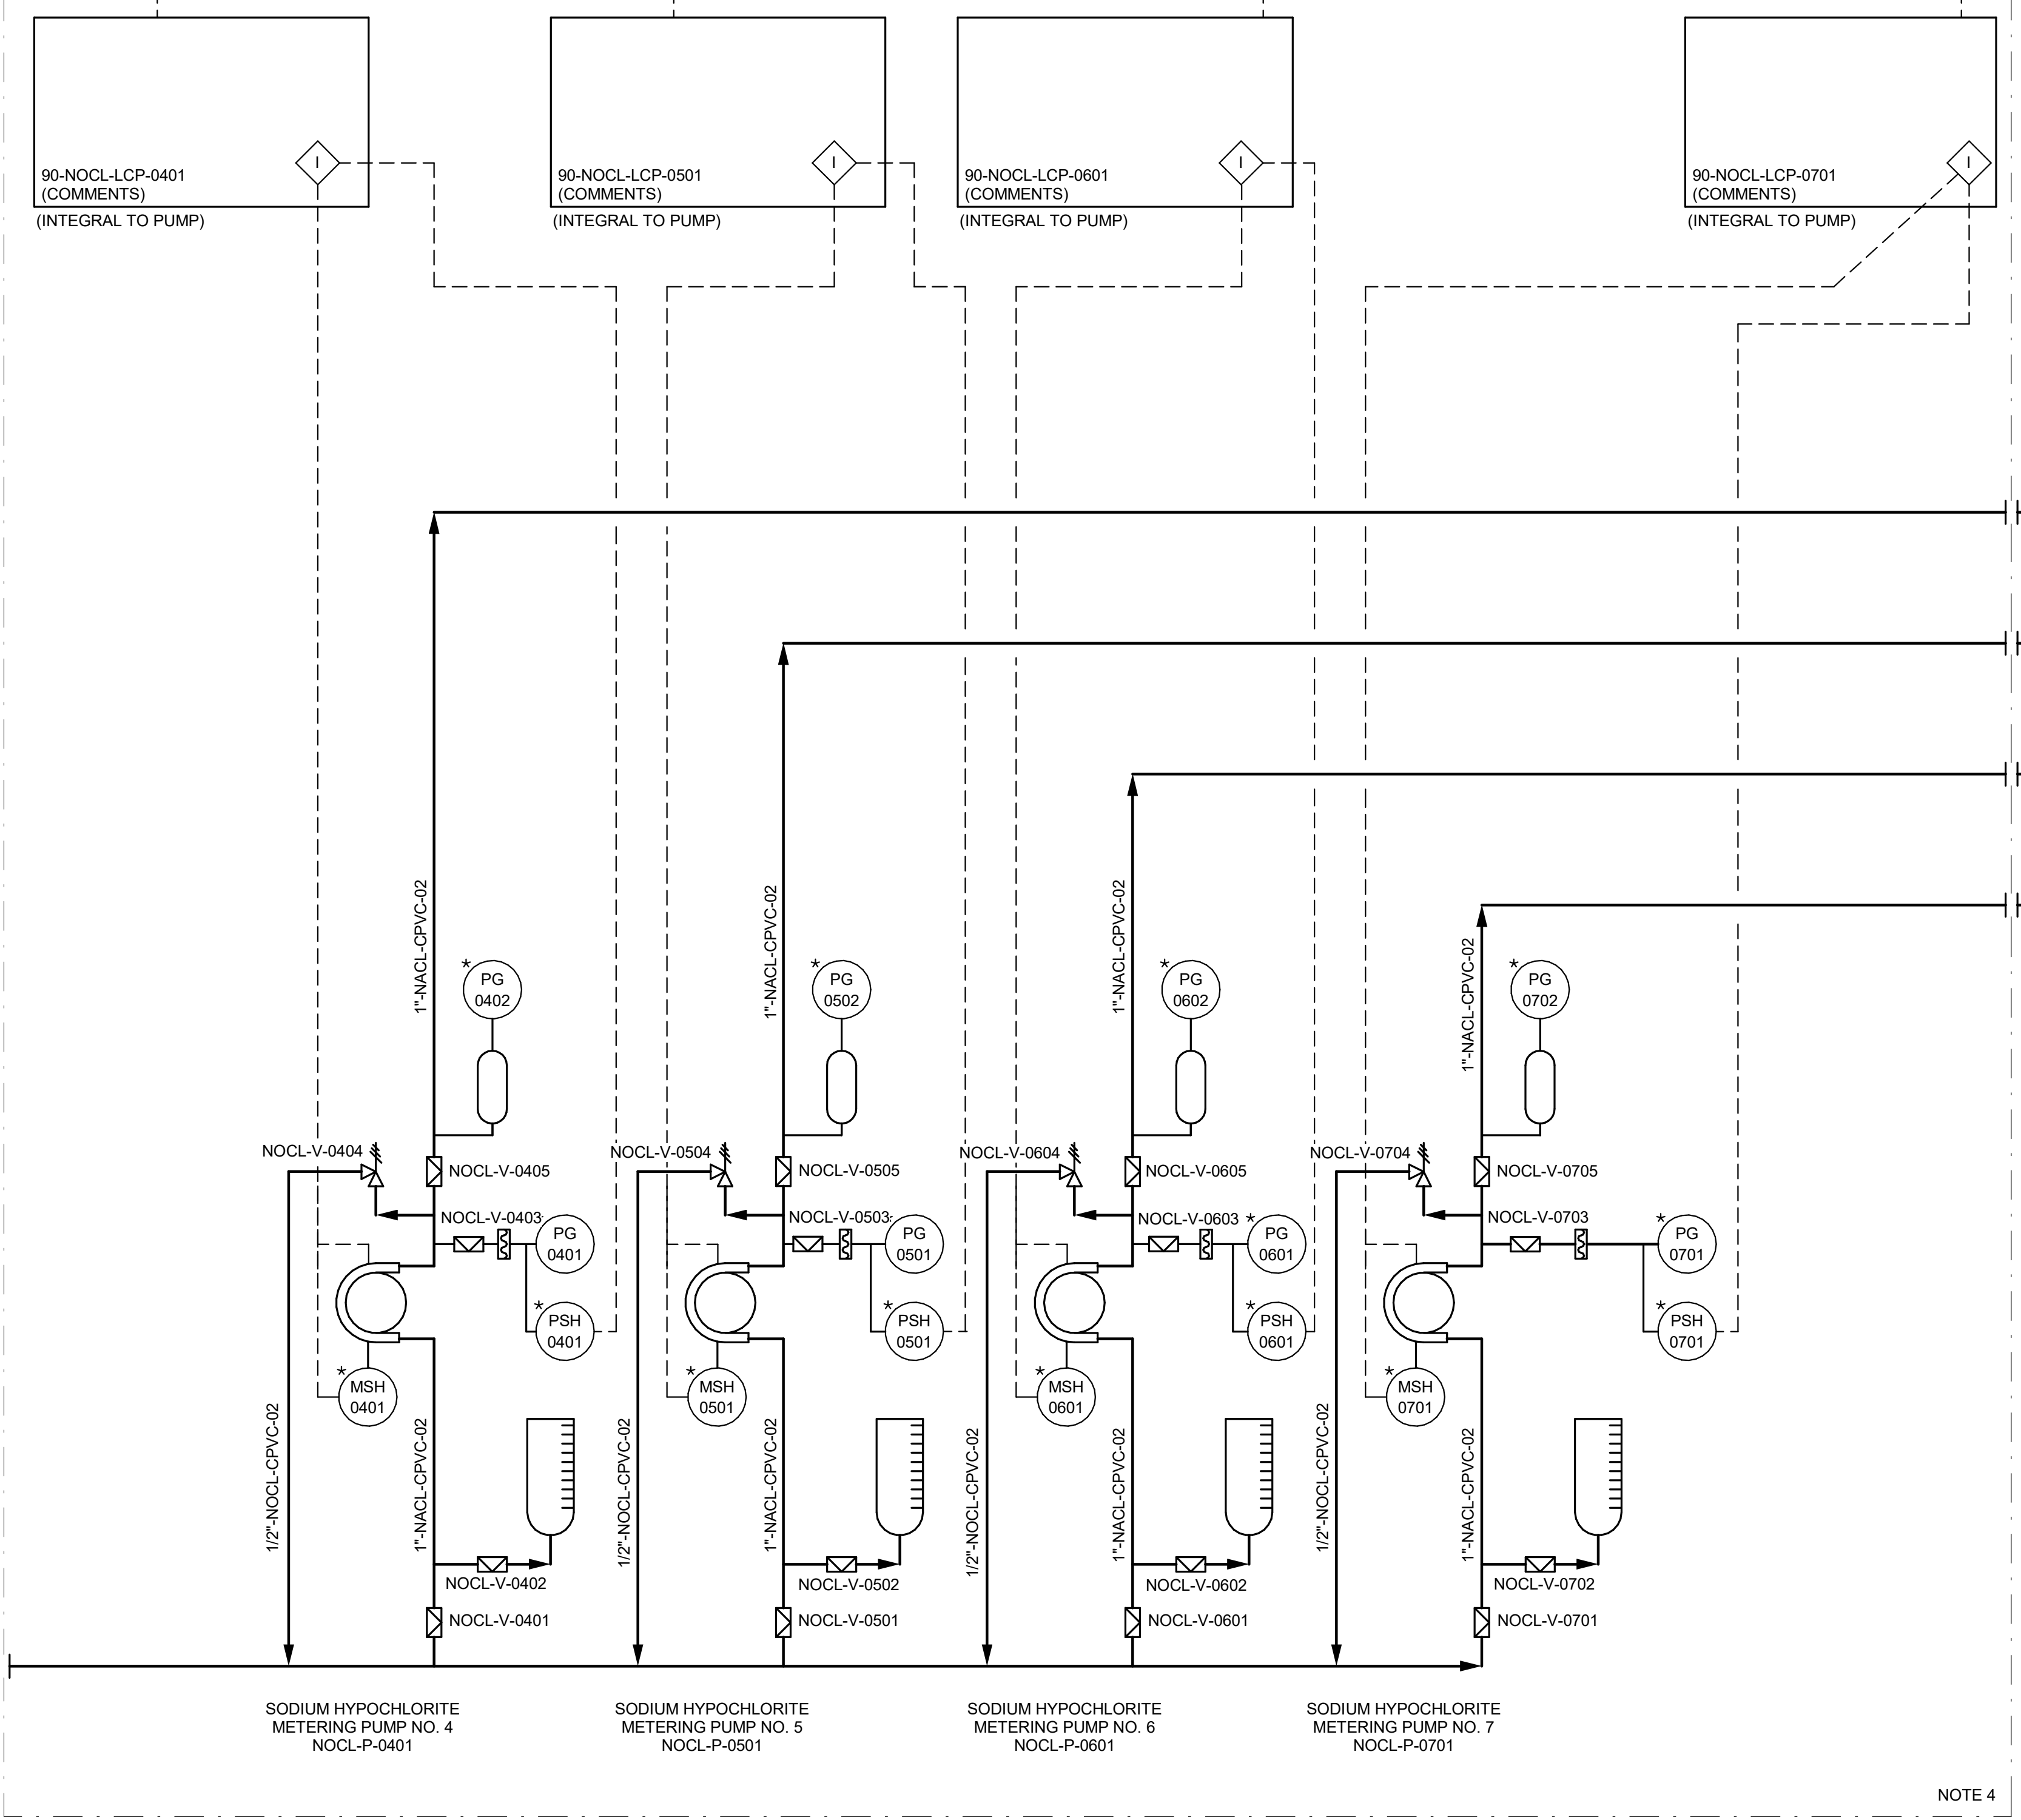 90-NOCL-LCP-0401
(COMMENTS)
(INTEGRAL TO PUMP)
I
90-NOCL-LCP-0501
(COMMENTS)
(INTEGRAL TO PUMP)
I
90-NOCL-LCP-0601
(COMMENTS)
(INTEGRAL TO PUMP)
I
90-NOCL-LCP-0701
(COMMENTS)
(INTEGRAL TO PUMP)
I
1"-NACL-CPVC-02
*
PG
0402
NOCL-V-0404
NOCL-V-0405
NOCL-V-0403
*
PG
0401
*
PSH
0401
*
MSH
0401
1/2"-NOCL-CPVC-02
1"-NACL-CPVC-02
NOCL-V-0402
NOCL-V-0401
SODIUM HYPOCHLORITE
METERING PUMP NO. 4
NOCL-P-0401
1"-NACL-CPVC-02
*
PG
0502
NOCL-V-0504
NOCL-V-0505
NOCL-V-0503
*
PG
0501
*
PSH
0501
*
MSH
0501
1/2"-NOCL-CPVC-02
1"-NACL-CPVC-02
NOCL-V-0502
NOCL-V-0501
SODIUM HYPOCHLORITE
METERING PUMP NO. 5
NOCL-P-0501
1"-NACL-CPVC-02
*
PG
0602
NOCL-V-0604
NOCL-V-0605
NOCL-V-0603
*
PG
0601
*
PSH
0601
*
MSH
0601
1/2"-NOCL-CPVC-02
1"-NACL-CPVC-02
NOCL-V-0602
NOCL-V-0601
SODIUM HYPOCHLORITE
METERING PUMP NO. 6
NOCL-P-0601
1"-NACL-CPVC-02
*
PG
0702
NOCL-V-0704
NOCL-V-0705
NOCL-V-0703
*
PG
0701
*
PSH
0701
*
MSH
0701
1/2"-NOCL-CPVC-02
1"-NACL-CPVC-02
NOCL-V-0702
NOCL-V-0701
SODIUM HYPOCHLORITE
METERING PUMP NO. 7
NOCL-P-0701
NOTE 4